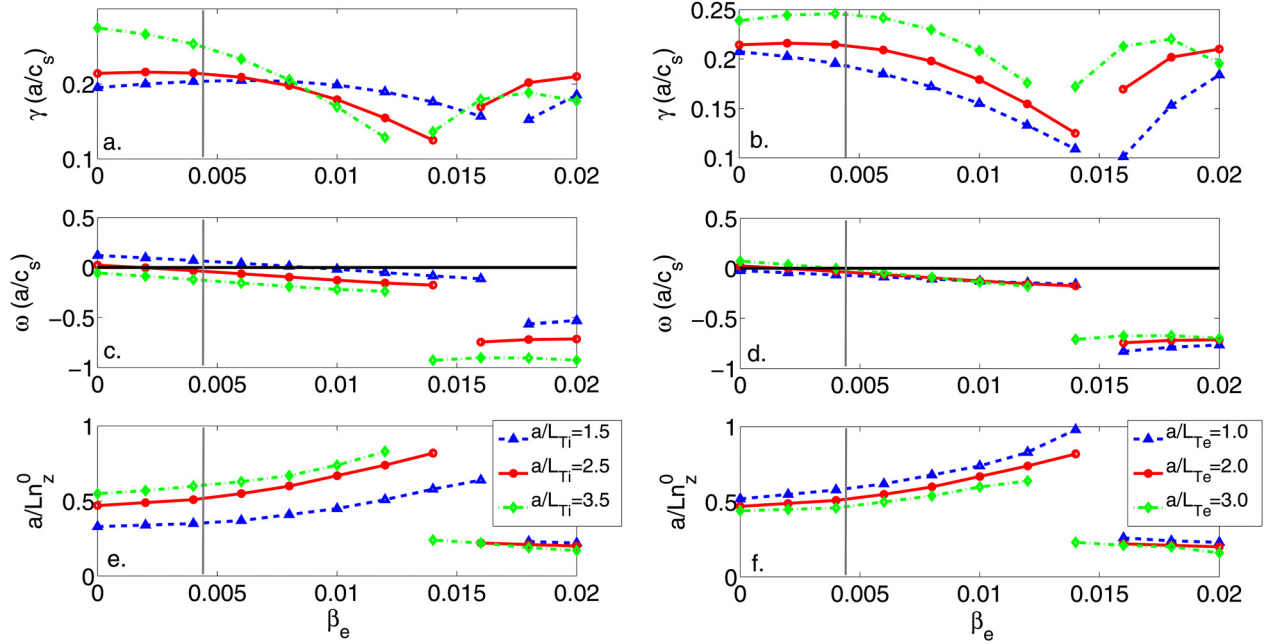 γ (a/c_s)
0.2
0.1
a.
0 0.005 0.01 0.015 0.02
γ (a/c_s)
0.25
0.2
0.15
0.1
b.
0 0.005 0.01 0.015 0.02
ω (a/c_s)
0.5
0
−0.5
−1
c.
0 0.005 0.01 0.015 0.02
ω (a/c_s)
0.5
0
−0.5
−1
d.
0 0.005 0.01 0.015 0.02
a/Ln_z^0
1
0.5
0
e.
a/L_Ti=1.5
a/L_Ti=2.5
a/L_Ti=3.5
0 0.005 0.01 0.015 0.02
β_e
a/Ln_z^0
1
0.5
0
f.
a/L_Te=1.0
a/L_Te=2.0
a/L_Te=3.0
0 0.005 0.01 0.015 0.02
β_e